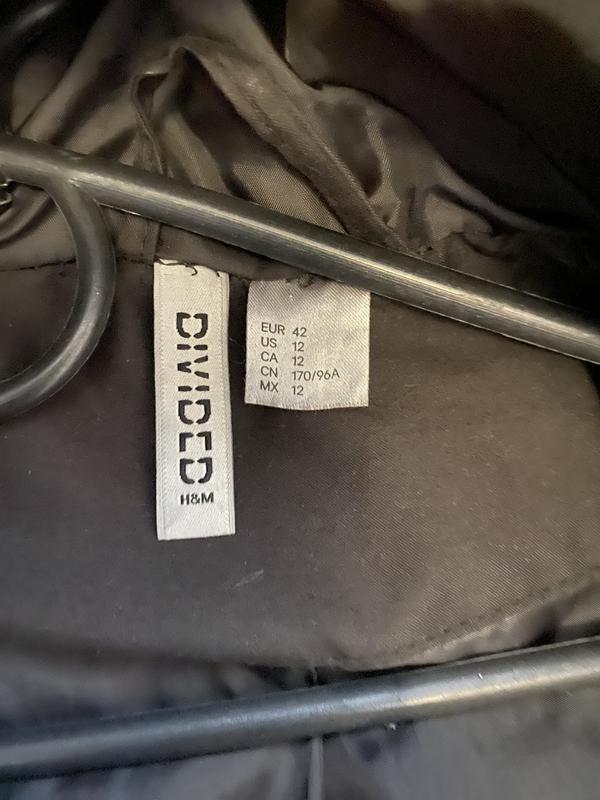 DIVIDED
H&M
EUR 42
US 12
CA 12
CN 170/96A
MX 12